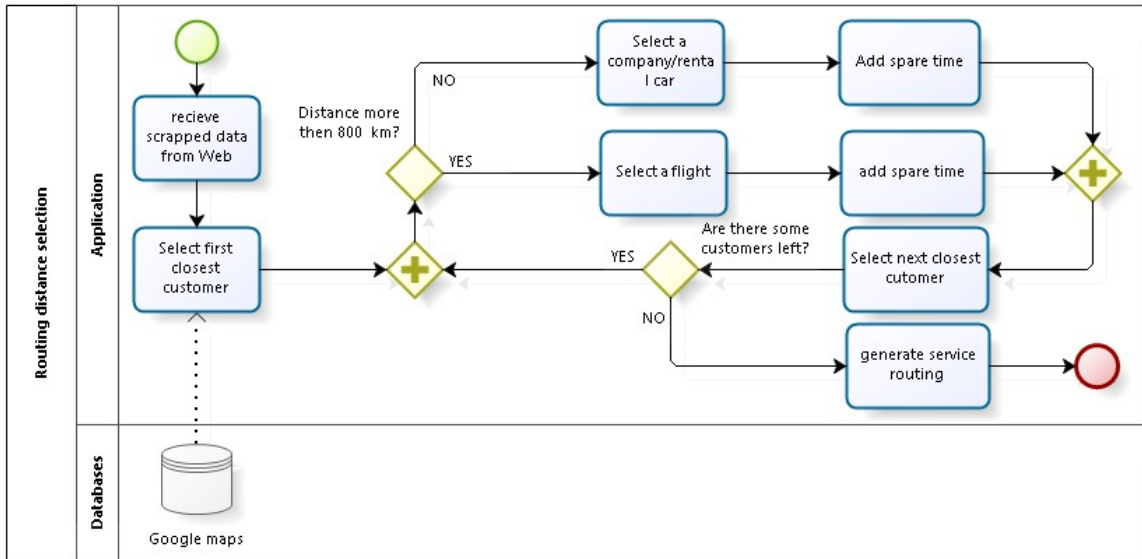 Routing distance selection
Application
recieve
scrapped data
from Web
Select first
closest
customer
Distance more
then 800 km?
NO
YES
Select a
company/renta
l car
Add spare time
Select a flight
add spare time
Are there some
customers left?
YES
NO
Select next closest
cutomer
generate service
routing
Databases
Google maps